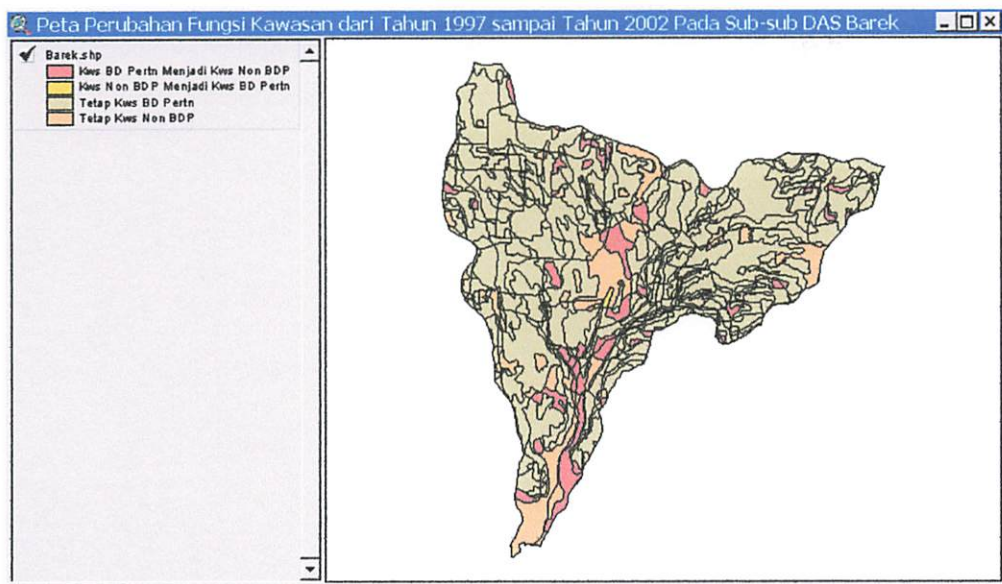 Peta Perubahan Fungsi Kawasan dari Tahun 1997 sampai Tahun 2002 Pada Sub-sub DAS Barek
Barek.shp
Kws BD Pertn Menjadi Kws Non BDP
Kws Non BDP Menjadi Kws BD Pertn
Tetap Kws BD Pertn
Tetap Kws Non BDP